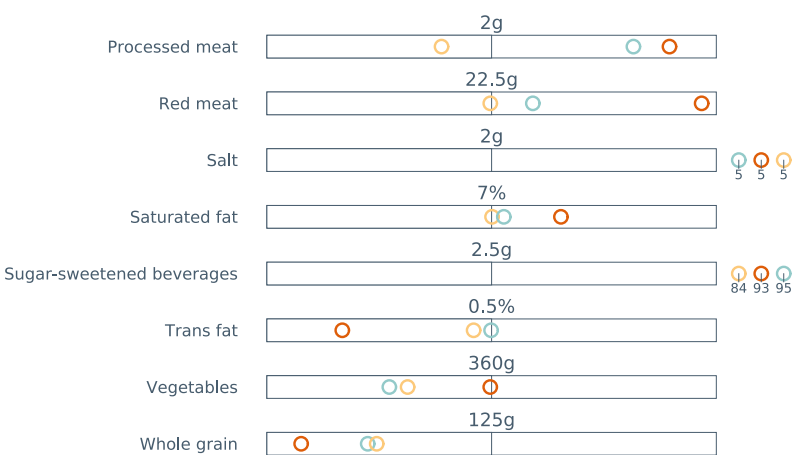 2g
Processed meat
22.5g
Red meat
2g
Salt
5 5 5
7%
Saturated fat
2.5g
Sugar-sweetened beverages
84 93 95
0.5%
Trans fat
360g
Vegetables
125g
Whole grain